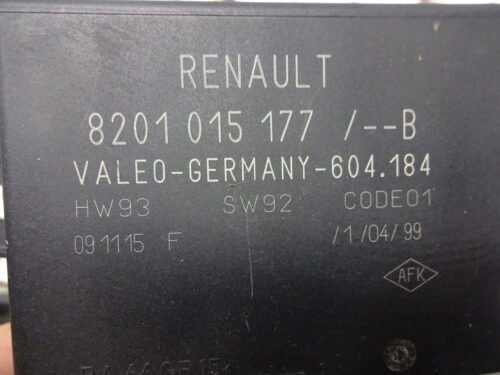 RENAULT
8201 015 177 /--B
VALEO-GERMANY-604.184
HW93 SW92 CODE01
091115 F /1/04/99
AFK